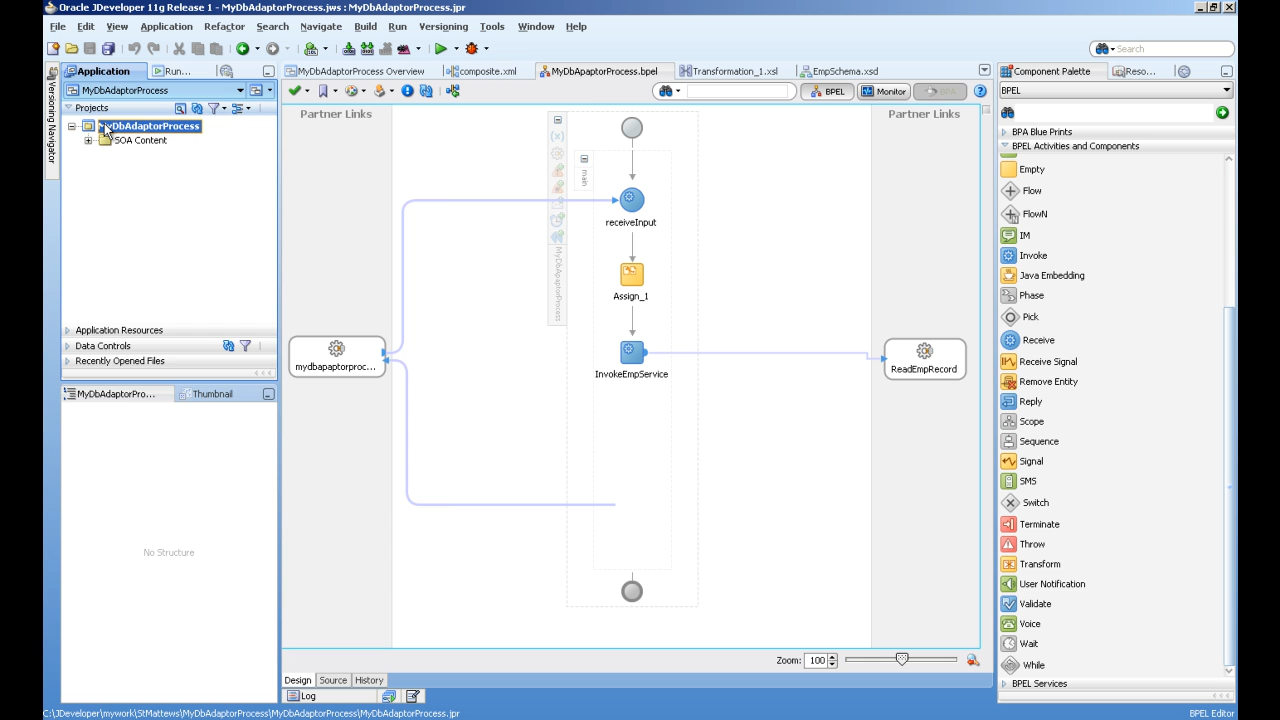 Oracle JDeveloper 11g Release 1 - MyDbAdaptorProcess.jws : MyDbAdaptorProcess.jpr
File Edit View Application Refactor Search Navigate Build Run Versioning Tools Window Help
Search
Versioning Navigator
Application
Run...
MyDbAdaptorProcess
Projects
MyDbAdaptorProcess
SOA Content
Application Resources
Data Controls
Recently Opened Files
MyDbAdaptorPro...
Thumbnail
No Structure
MyDbAdaptorProcess Overview
composite.xml
MyDbApaptorProcess.bpel
Transformation_1.xsl
EmpSchema.xsd
BPEL
Monitor
BPA
Partner Links
Partner Links
main
receiveInput
Assign_1
InvokeEmpService
MyDbApaptorProcess
mydbapaptorproc...
ReadEmpRecord
Zoom: 100
Design Source History
Log
Component Palette
Reso...
BPEL
BPA Blue Prints
BPEL Activities and Components
Empty
Flow
FlowN
IM
Invoke
Java Embedding
Phase
Pick
Receive
Receive Signal
Remove Entity
Reply
Scope
Sequence
Signal
SMS
Switch
Terminate
Throw
Transform
User Notification
Validate
Voice
Wait
While
BPEL Services
C:\JDeveloper\mywork\StMattews\MyDbAdaptorProcess\MyDbAdaptorProcess\MyDbAdaptorProcess.jpr
BPEL Editor